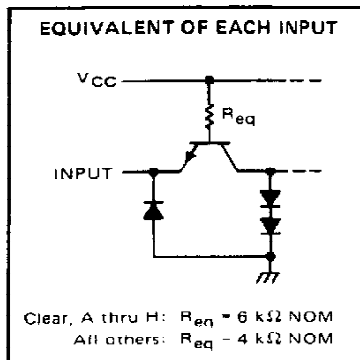 EQUIVALENT OF EACH INPUT
VCC
Req
INPUT
Clear, A thru H: Req = 6 kΩ NOM
All others: Req - 4 kΩ NOM